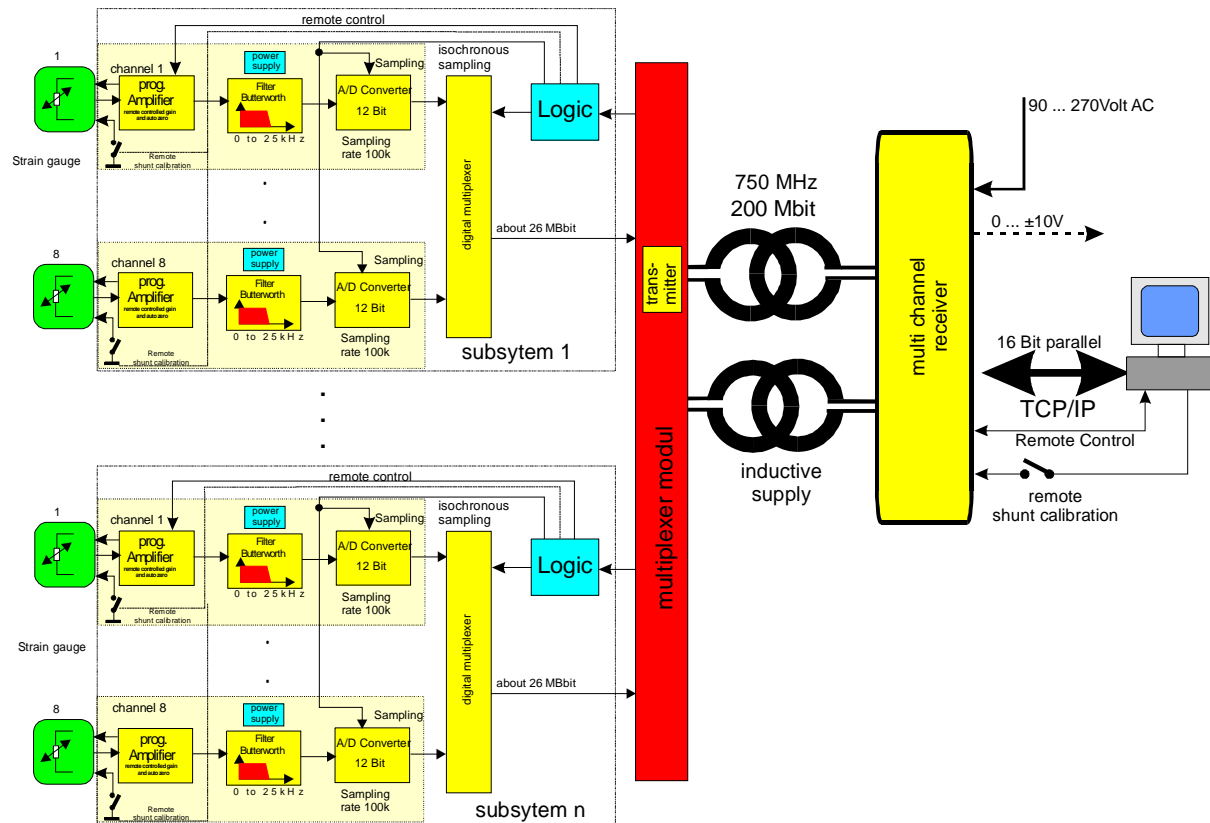 remote control
1
channel 1
prog.
Amplifier
remote controlled gain
and auto zero
power
supply
Filter
Butterworth
0 to 25kHz
Sampling
A/D Converter
12 Bit
Sampling
rate 100k
isochronous
sampling
Logic
Strain gauge
Remote
shunt calibration
digital multiplexer
about 26 MBbit
8
channel 8
prog.
Amplifier
remote controlled gain
and auto zero
power
supply
Filter
Butterworth
0 to 25kHz
Sampling
A/D Converter
12 Bit
Sampling
rate 100k
Remote
shunt calibration
subsytem 1
remote control
1
channel 1
prog.
Amplifier
remote controlled gain
and auto zero
power
supply
Filter
Butterworth
0 to 25kHz
Sampling
A/D Converter
12 Bit
Sampling
rate 100k
isochronous
sampling
Logic
Strain gauge
Remote
shunt calibration
digital multiplexer
about 26 MBbit
8
channel 8
prog.
Amplifier
remote controlled gain
and auto zero
power
supply
Filter
Butterworth
0 to 25kHz
Sampling
A/D Converter
12 Bit
Sampling
rate 100k
Remote
shunt calibration
subsytem n
multiplexer modul
trans-
mitter
750 MHz
200 Mbit
inductive
supply
multi channel
receiver
90 ... 270Volt AC
0 ... ±10V
16 Bit parallel
TCP/IP
Remote Control
remote
shunt calibration